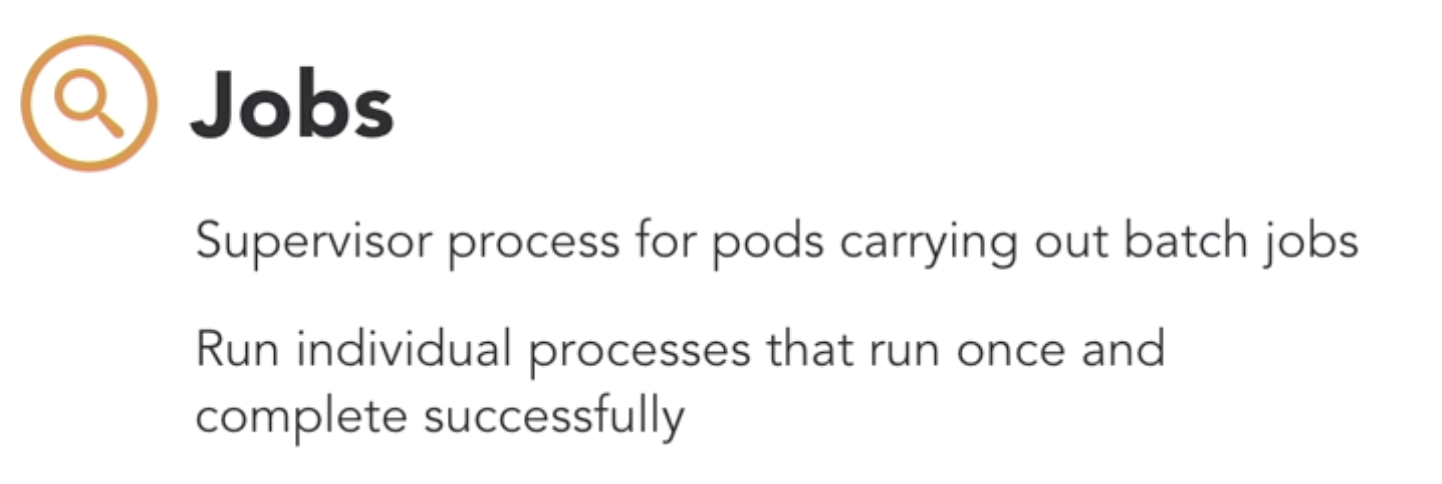 Jobs
Supervisor process for pods carrying out batch jobs
Run individual processes that run once and
complete successfully